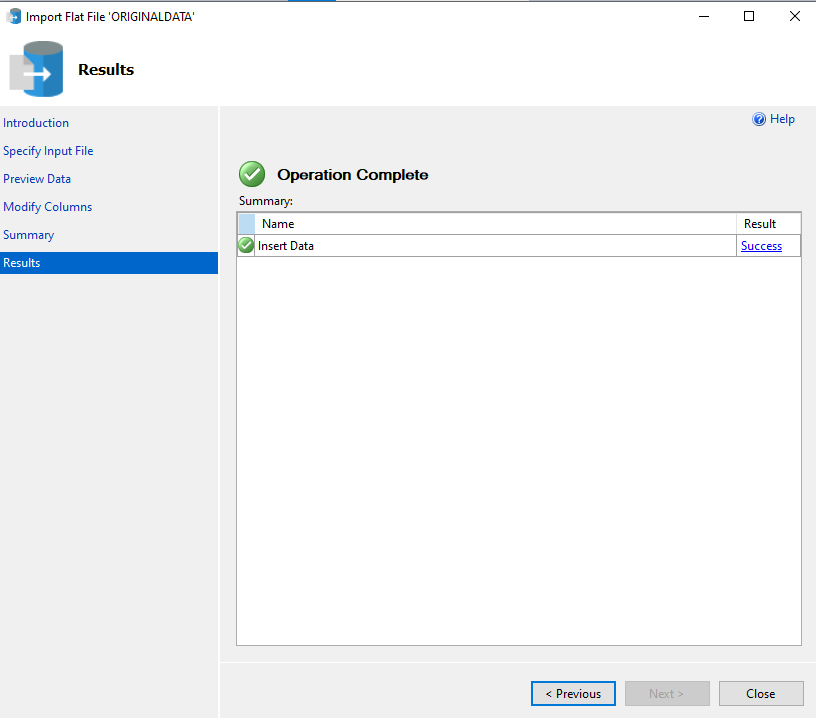 Import Flat File 'ORIGINALDATA'
Results
Introduction
Specify Input File
Preview Data
Modify Columns
Summary
Results
Help
Operation Complete
Summary:
Name Result
Insert Data Success
< Previous Next > Close